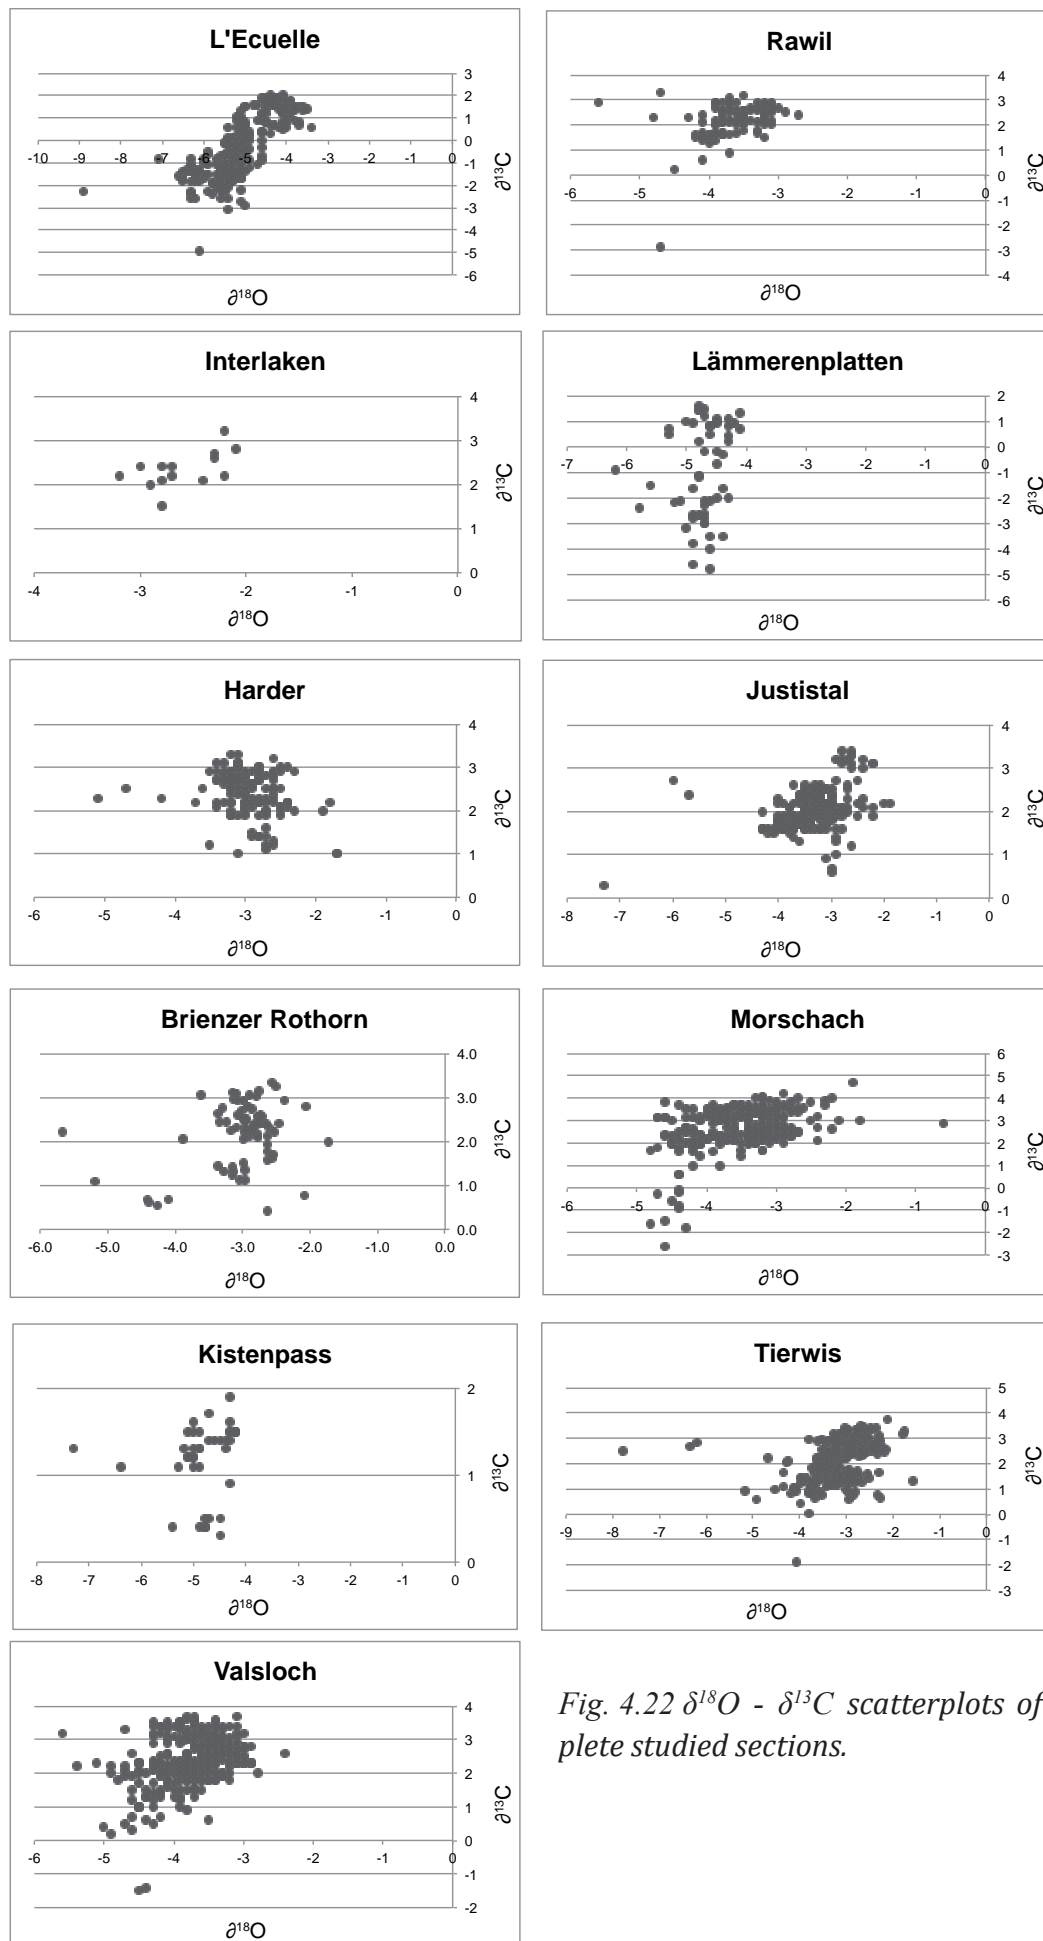 L'Ecuelle
3
2
1
0
-10 -8 -6 -4 -2 0
-1
-2
-3
-4
-5
-6
∂¹³C
∂¹⁸O
Rawil
4
3
2
1
0
-6 -5 -4 -3 -2 -1 0
-1
-2
-3
-4
∂¹³C
∂¹⁸O
Interlaken
4
3
2
1
0
-4 -3 -2 -1 0
∂¹³C
∂¹⁸O
Lämmerenplatten
2
1
0
-7 -6 -5 -4 -3 -2 -1 0
-1
-2
-3
-4
-5
-6
∂¹³C
∂¹⁸O
Harder
4
3
2
1
0
-6 -5 -4 -3 -2 -1 0
∂¹³C
∂¹⁸O
Justistal
4
3
2
1
0
-8 -7 -6 -5 -4 -3 -2 -1 0
∂¹³C
∂¹⁸O
Brienzer Rothorn
4.0
3.0
2.0
1.0
0.0
-6.0 -5.0 -4.0 -3.0 -2.0 -1.0 0.0
∂¹³C
∂¹⁸O
Morschach
6
5
4
3
2
1
0
-6 -5 -4 -3 -2 -1 0
-1
-2
-3
∂¹³C
∂¹⁸O
Kistenpass
2
1
0
-8 -7 -6 -5 -4 -3 -2 -1 0
∂¹³C
∂¹⁸O
Tierwis
5
4
3
2
1
0
-9 -8 -7 -6 -5 -4 -3 -2 -1 0
-1
-2
-3
∂¹³C
∂¹⁸O
Valsloch
4
3
2
1
0
-6 -5 -4 -3 -2 -1 0
-1
-2
∂¹³C
∂¹⁸O
Fig. 4.22 δ¹⁸O - δ¹³C scatterplots of
plete studied sections.